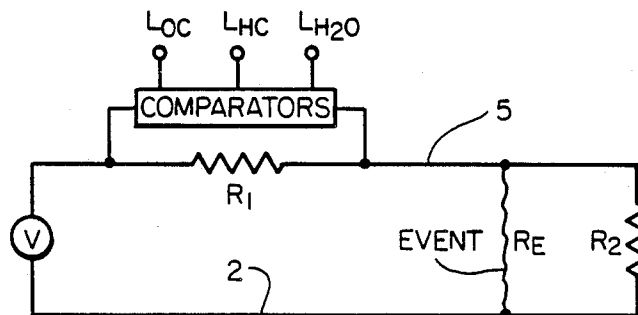 LOC LHC LH2O
COMPARATORS
5
R1
V
EVENT RE R2
2